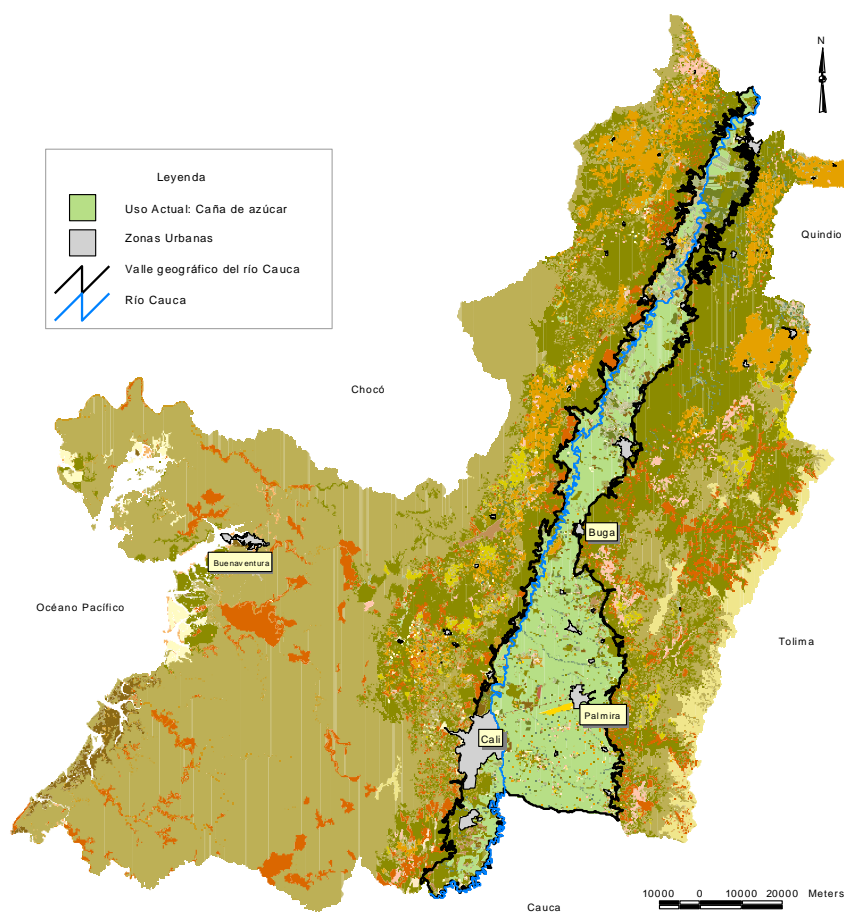 N
Leyenda
Uso Actual: Caña de azúcar
Zonas Urbanas
Valle geográfico del río Cauca
Río Cauca
Quindio
Chocó
Buga
Buenaventura
Océano Pacífico
Tolima
Palmira
Cali
10000 0 10000 20000 Meters
Cauca